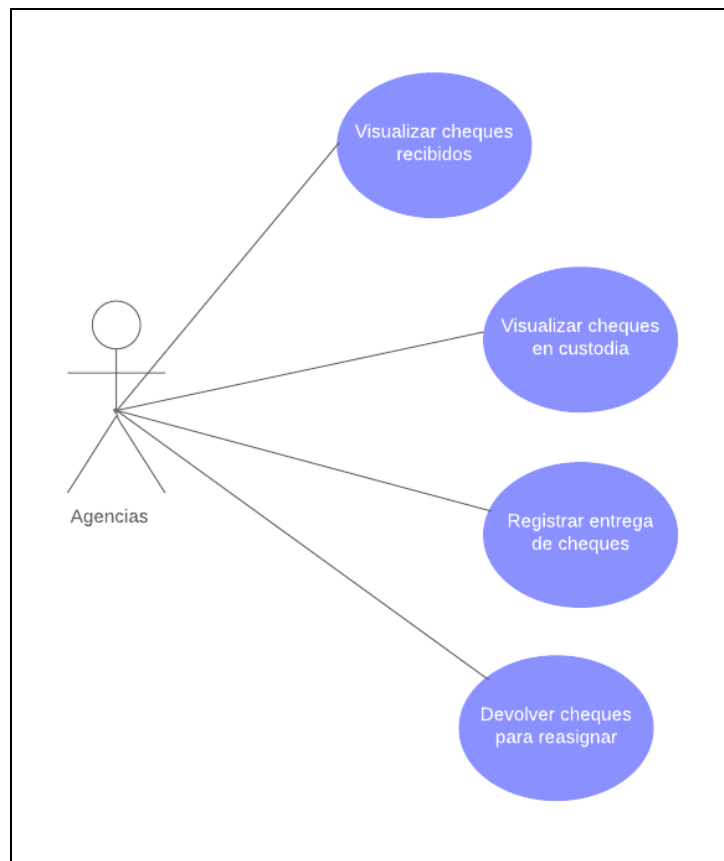 Visualizar cheques
recibidos
Visualizar cheques
en custodia
Agencias
Registrar entrega
de cheques
Devolver cheques
para reasignar